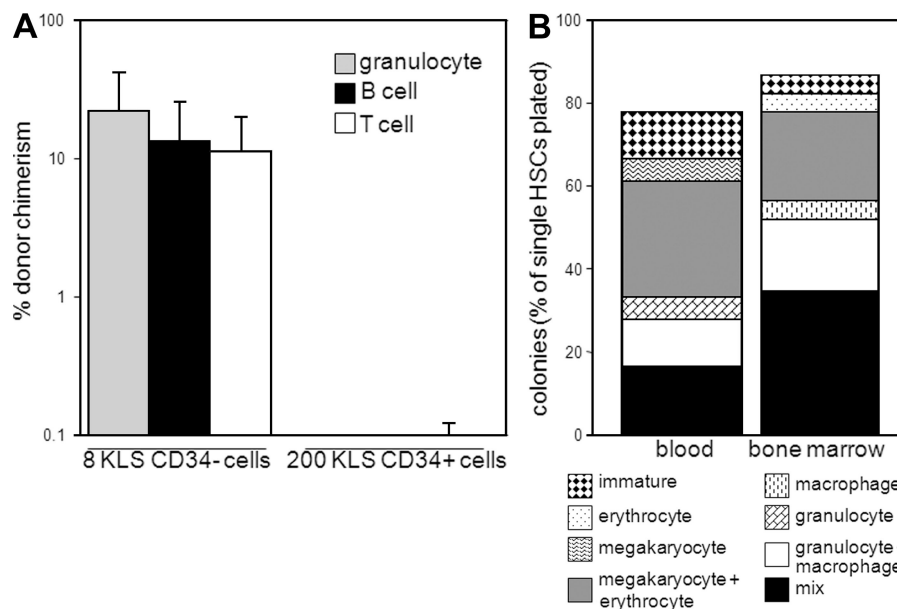 A
100
10
1
0.1
% donor chimerism
granulocyte
B cell
T cell
8 KLS CD34- cells
200 KLS CD34+ cells
B
100
80
60
40
20
0
colonies (% of single HSCs plated)
blood
bone marrow
immature
erythrocyte
megakaryocyte
megakaryocyte +
erythrocyte
macrophage
granulocyte
granulocyte
macrophage
mix